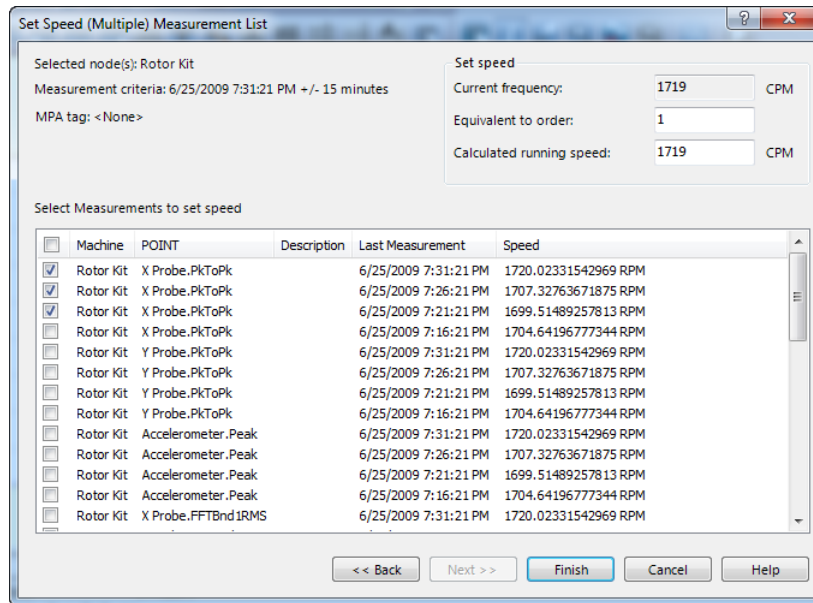 Set Speed (Multiple) Measurement List
Selected node(s): Rotor Kit
Measurement criteria: 6/25/2009 7:31:21 PM +/- 15 minutes
MPA tag: <None>
Set speed
Current frequency: 1719 CPM
Equivalent to order: 1
Calculated running speed: 1719 CPM
Select Measurements to set speed
Machine POINT Description Last Measurement Speed
Rotor Kit X Probe.PkToPk 6/25/2009 7:31:21 PM 1720.02331542969 RPM
Rotor Kit X Probe.PkToPk 6/25/2009 7:26:21 PM 1707.32763671875 RPM
Rotor Kit X Probe.PkToPk 6/25/2009 7:21:21 PM 1699.51489257813 RPM
Rotor Kit X Probe.PkToPk 6/25/2009 7:16:21 PM 1704.64196777344 RPM
Rotor Kit Y Probe.PkToPk 6/25/2009 7:31:21 PM 1720.02331542969 RPM
Rotor Kit Y Probe.PkToPk 6/25/2009 7:26:21 PM 1707.32763671875 RPM
Rotor Kit Y Probe.PkToPk 6/25/2009 7:21:21 PM 1699.51489257813 RPM
Rotor Kit Y Probe.PkToPk 6/25/2009 7:16:21 PM 1704.64196777344 RPM
Rotor Kit Accelerometer.Peak 6/25/2009 7:31:21 PM 1720.02331542969 RPM
Rotor Kit Accelerometer.Peak 6/25/2009 7:26:21 PM 1707.32763671875 RPM
Rotor Kit Accelerometer.Peak 6/25/2009 7:21:21 PM 1699.51489257813 RPM
Rotor Kit Accelerometer.Peak 6/25/2009 7:16:21 PM 1704.64196777344 RPM
Rotor Kit X Probe.FFTBnd1RMS 6/25/2009 7:31:21 PM 1720.02331542969 RPM
<< Back Next >> Finish Cancel Help